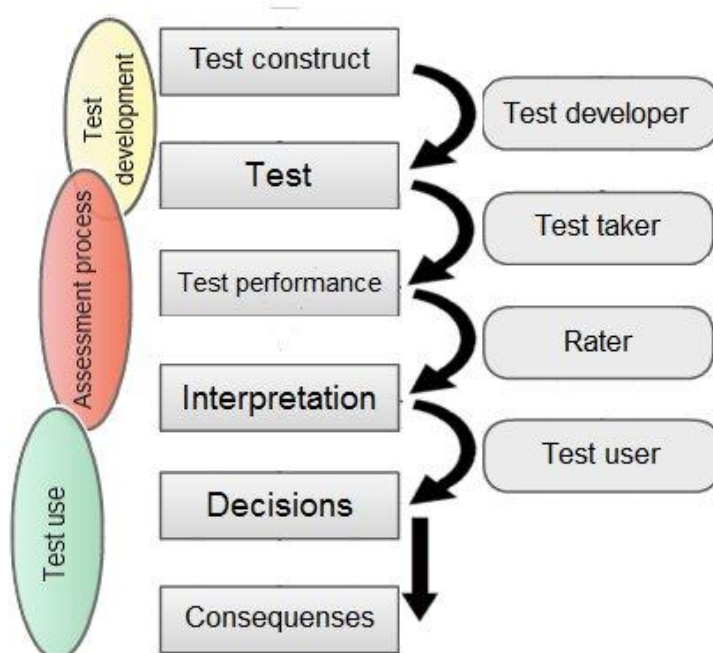 Test construct
Test developer
Test
development
Test
Test taker
Assessment process
Test performance
Rater
Interpretation
Test user
Test use
Decisions
Consequenses